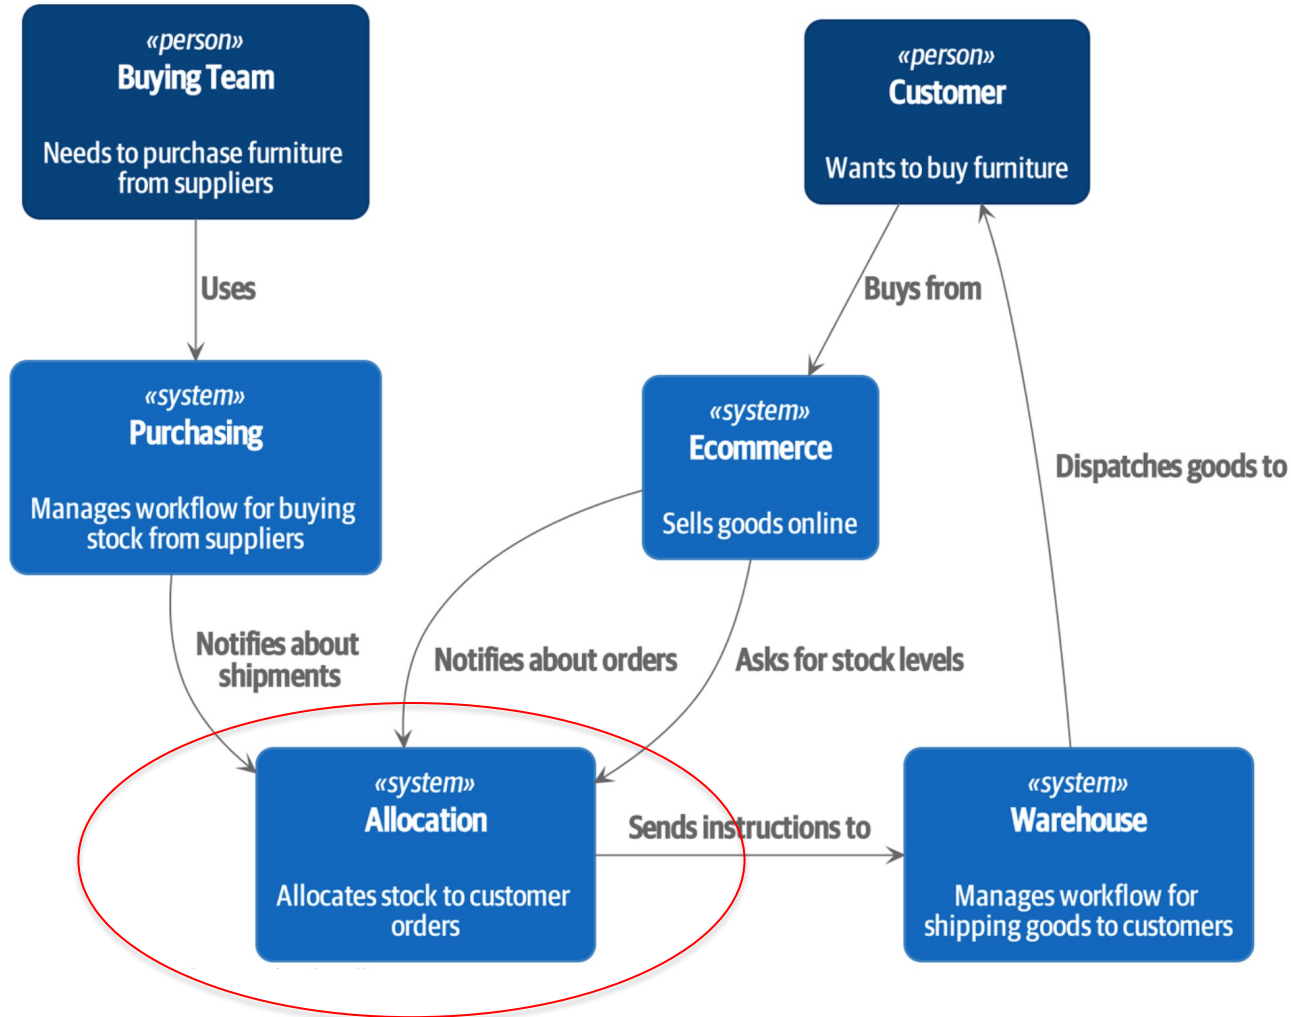 «person»
Buying Team
Needs to purchase furniture
from suppliers
«person»
Customer
Wants to buy furniture
Uses
Buys from
«system»
Purchasing
Manages workflow for buying
stock from suppliers
«system»
Ecommerce
Sells goods online
Dispatches goods to
Notifies about
shipments
Notifies about orders
Asks for stock levels
«system»
Allocation
Allocates stock to customer
orders
Sends instructions to
«system»
Warehouse
Manages workflow for
shipping goods to customers